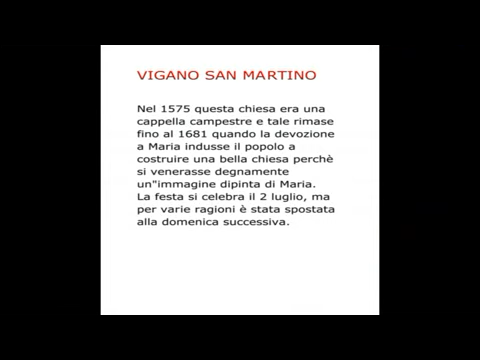 VIGANO SAN MARTINO
Nel 1575 questa chiesa era una
cappella campestre e tale rimase
fino al 1681 quando la devozione
a Maria indusse il popolo a
costruire una bella chiesa perchè
si venerasse degnamente
un"immagine dipinta di Maria.
La festa si celebra il 2 luglio, ma
per varie ragioni è stata spostata
alla domenica successiva.